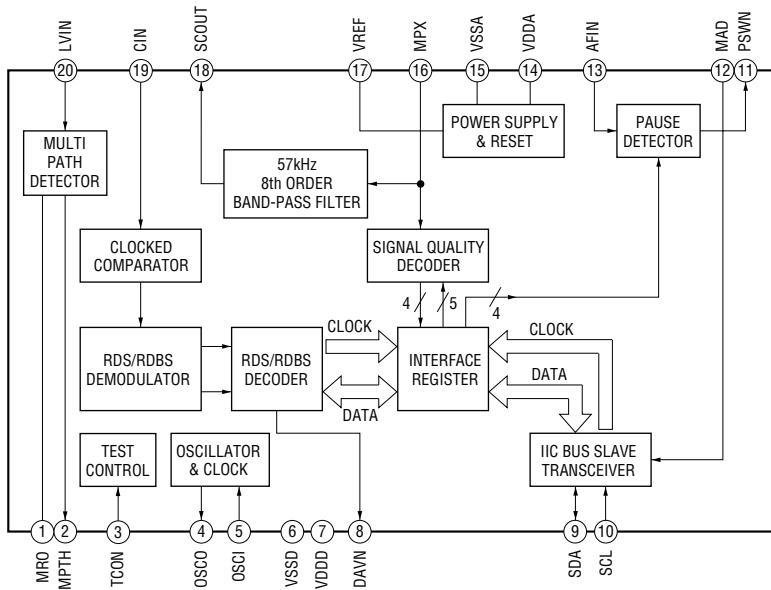 LVIN
CIN
SCOUT
VREF
MPX
VSSA
VDDA
AFIN
MAD
PSWN
20
19
18
17
16
15
14
13
12
11
MULTI
PATH
DETECTOR
57kHz
8th ORDER
BAND-PASS FILTER
POWER SUPPLY
& RESET
PAUSE
DETECTOR
CLOCKED
COMPARATOR
SIGNAL QUALITY
DECODER
4
5
4
CLOCK
CLOCK
RDS/RDBS
DEMODULATOR
RDS/RDBS
DECODER
INTERFACE
REGISTER
DATA
DATA
TEST
CONTROL
OSCILLATOR
& CLOCK
IIC BUS SLAVE
TRANSCEIVER
1
2
3
4
5
6
7
8
9
10
MRO
MPTH
TCON
OSCO
OSCI
VSSD
VDDD
DAVN
SDA
SCL